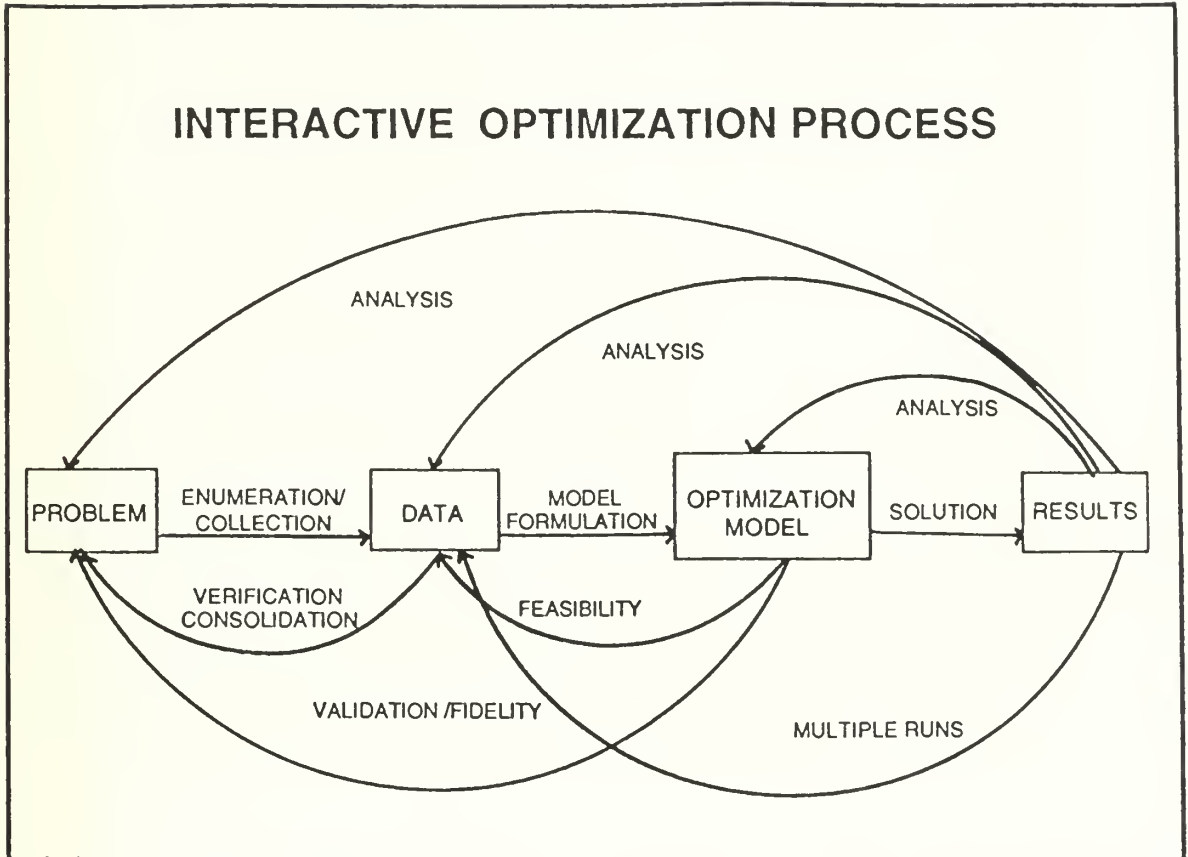 INTERACTIVE OPTIMIZATION PROCESS
ANALYSIS
ANALYSIS
ANALYSIS
PROBLEM
ENUMERATION/
COLLECTION
DATA
MODEL
FORMULATION
OPTIMIZATION
MODEL
SOLUTION
RESULTS
VERIFICATION
CONSOLIDATION
FEASIBILITY
VALIDATION /FIDELITY
MULTIPLE RUNS